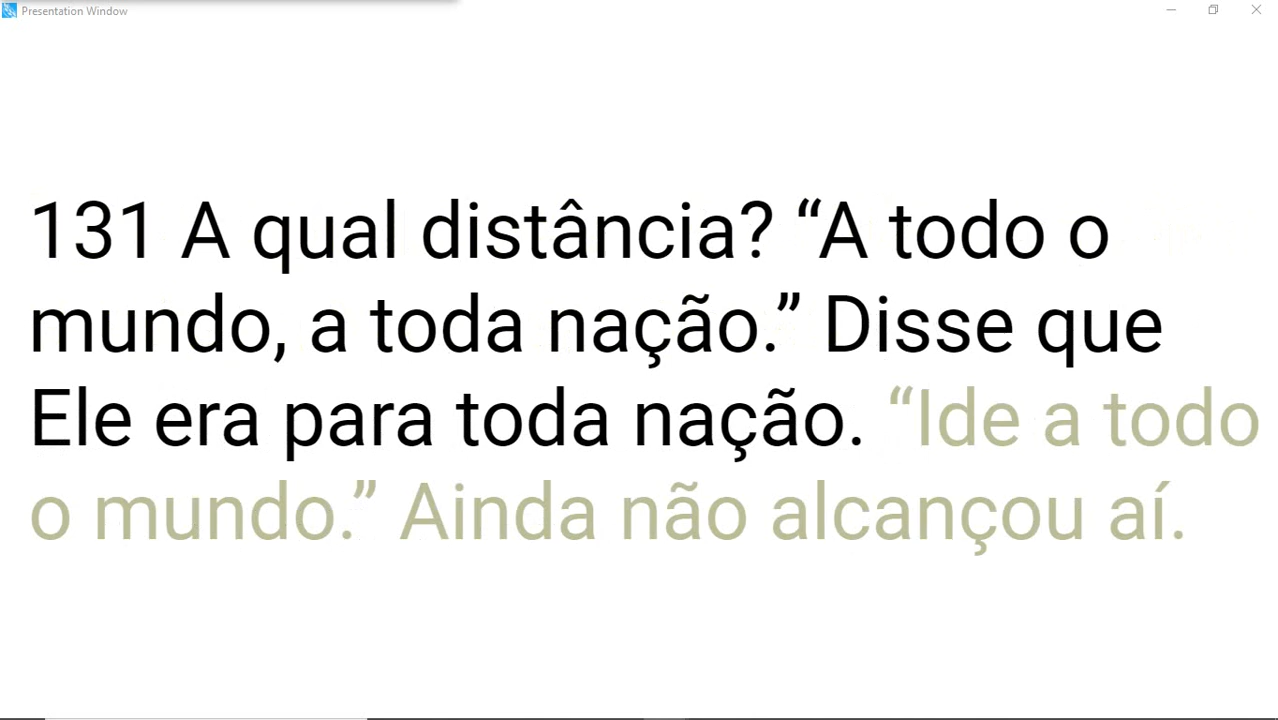 Presentation Window
131 A qual distância? “A todo o
mundo, a toda nação.” Disse que
Ele era para toda nação. “Ide a todo
o mundo.” Ainda não alcançou aí.